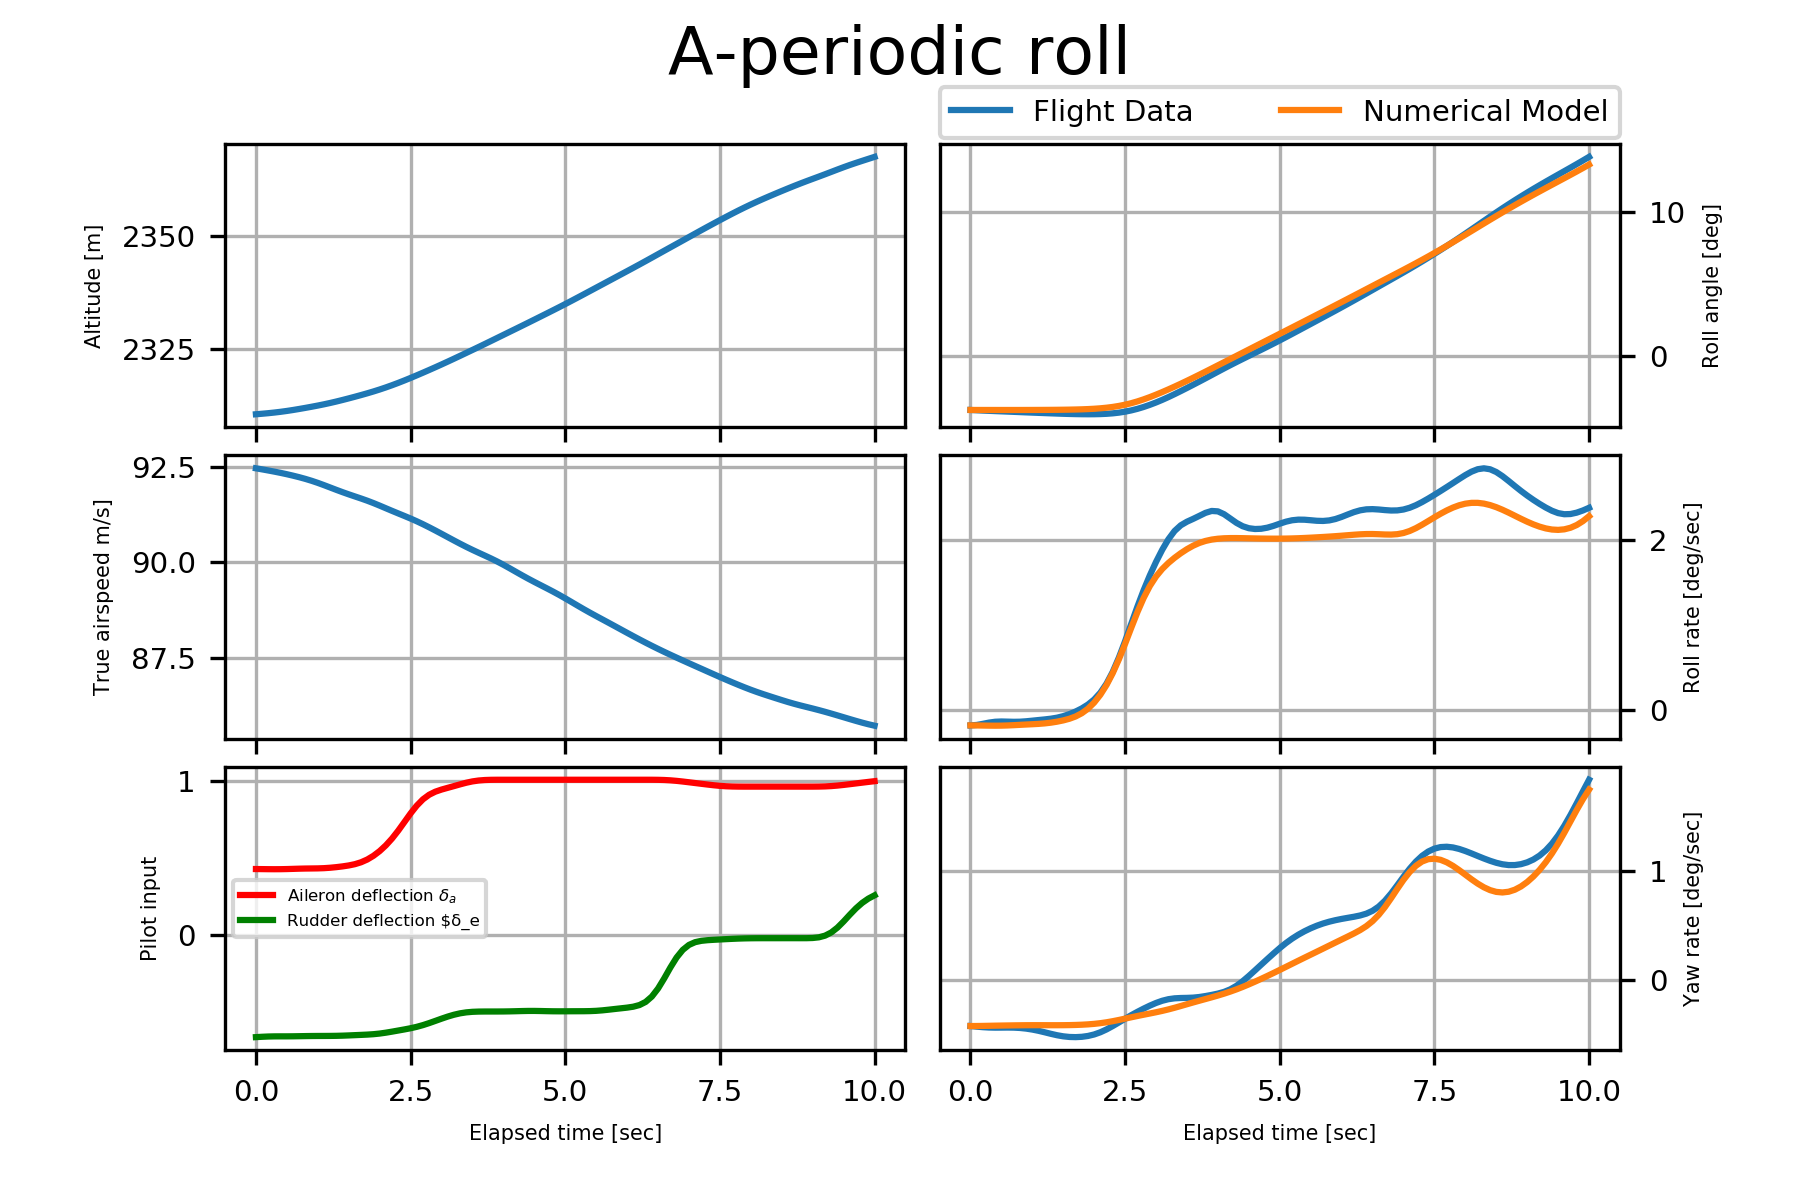 A-periodic roll
Flight Data Numerical Model
Altitude [m]
2350
2325
10
0
Roll angle [deg]
True airspeed m/s]
92.5
90.0
87.5
2
0
Roll rate [deg/sec]
Pilot input
1
0
Aileron deflection δₐ
Rudder deflection $δ_e
1
0
Yaw rate [deg/sec]
0.0 2.5 5.0 7.5 10.0
Elapsed time [sec]
0.0 2.5 5.0 7.5 10.0
Elapsed time [sec]